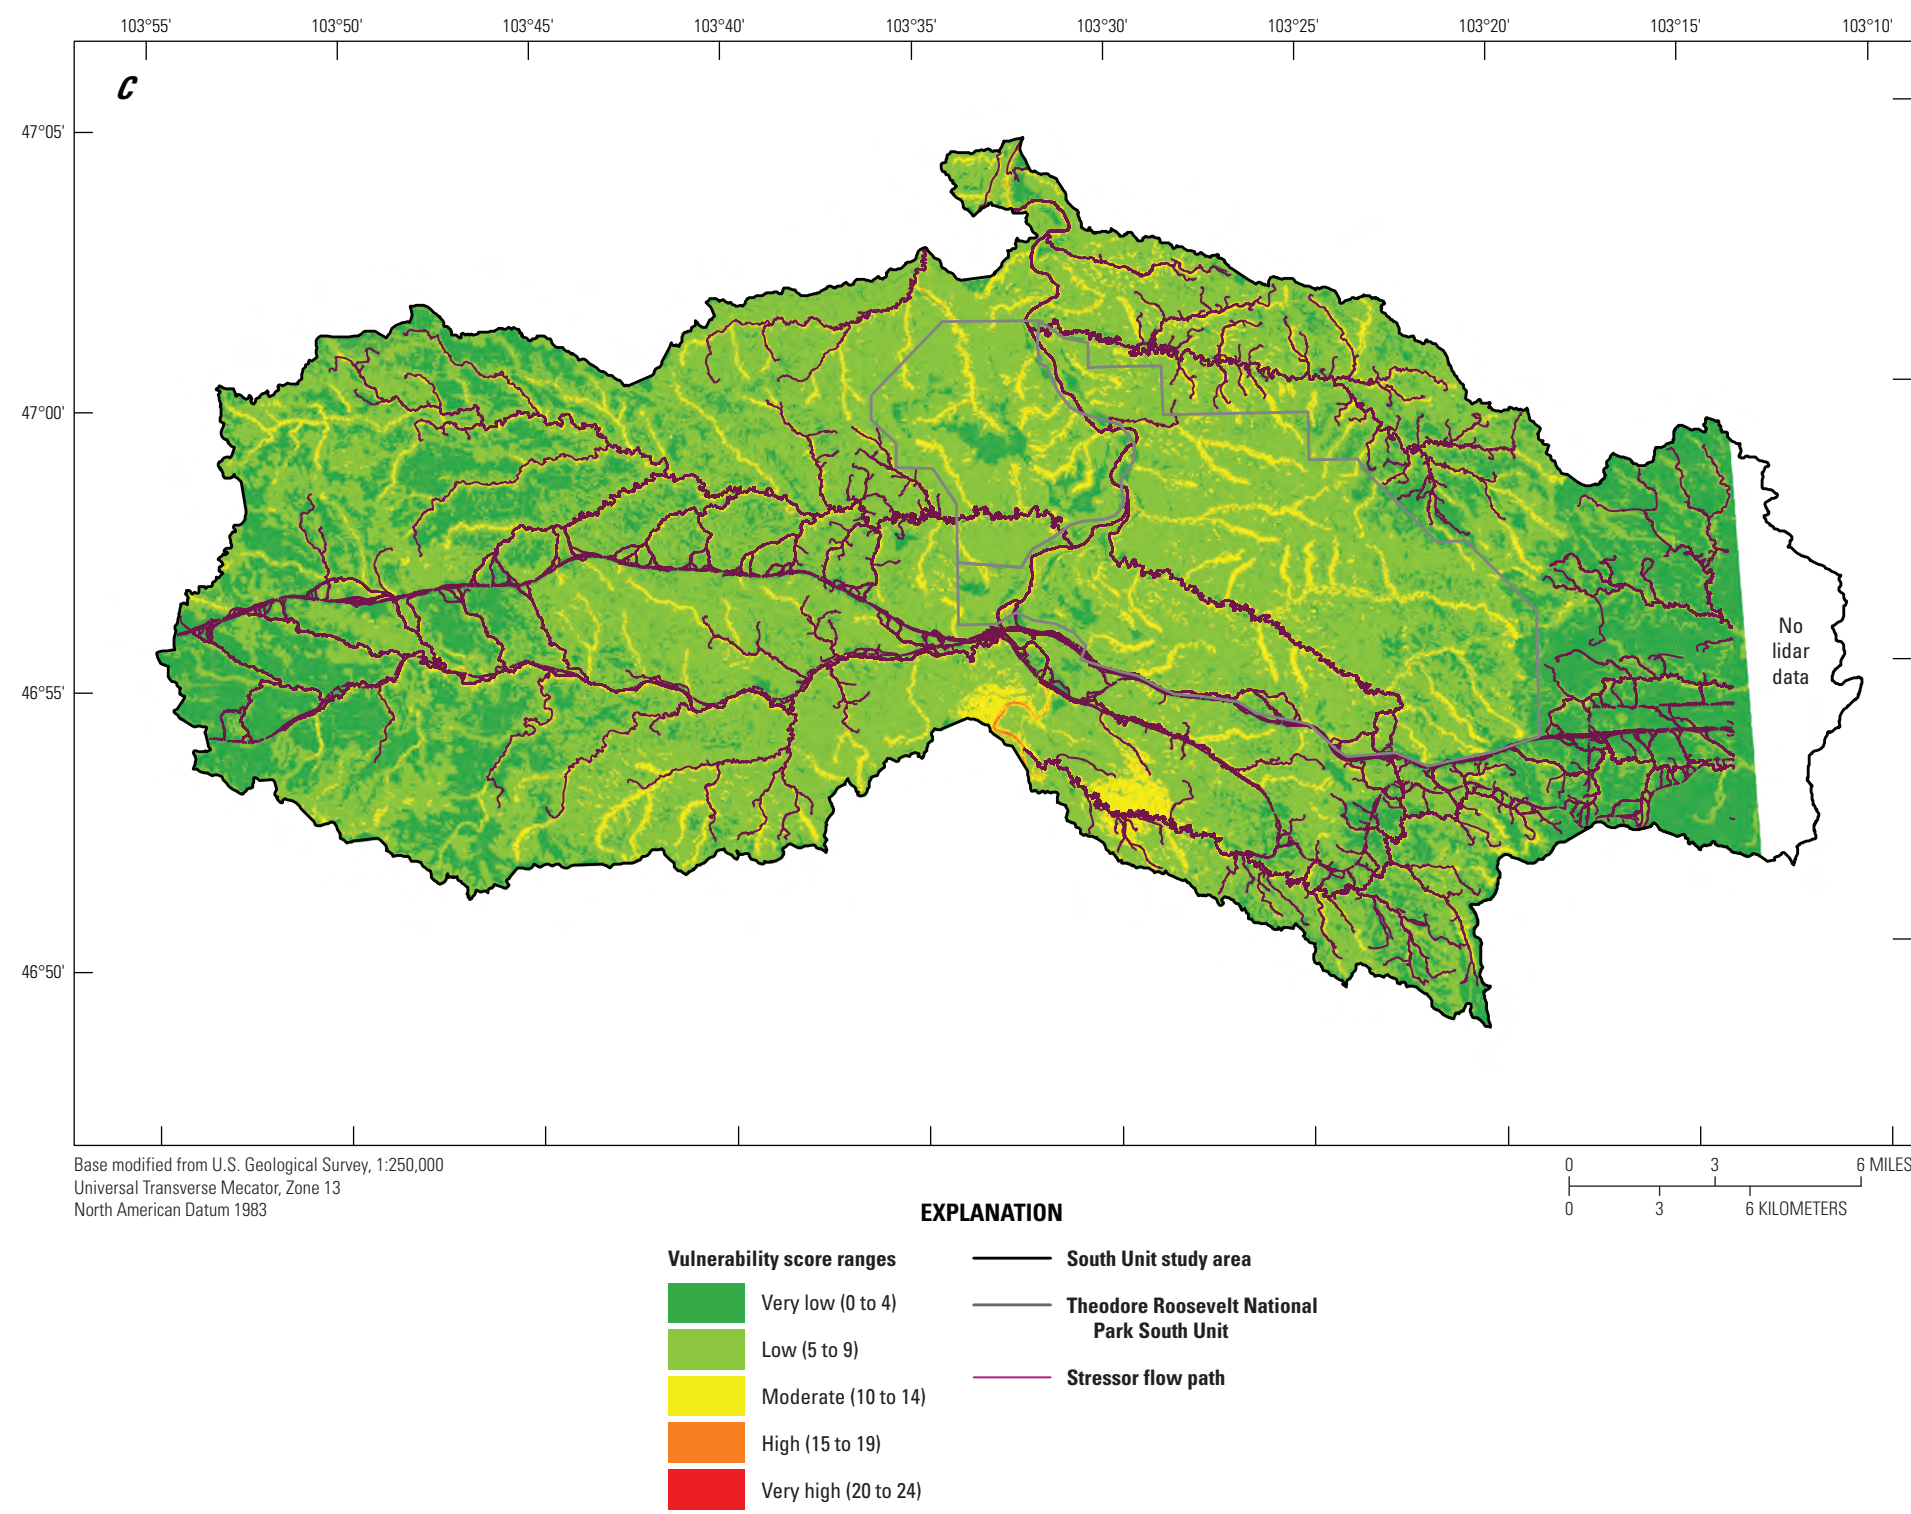 103°55' 103°50' 103°45' 103°40' 103°35' 103°30' 103°25' 103°20' 103°15' 103°10'
C
47°05'
47°00'
46°55'
46°50'
No
lidar
data
Base modified from U.S. Geological Survey, 1:250,000
Universal Transverse Mecator, Zone 13
North American Datum 1983
0 3 6 MILES
0 3 6 KILOMETERS
EXPLANATION
Vulnerability score ranges
Very low (0 to 4)
Low (5 to 9)
Moderate (10 to 14)
High (15 to 19)
Very high (20 to 24)
South Unit study area
Theodore Roosevelt National
Park South Unit
Stressor flow path